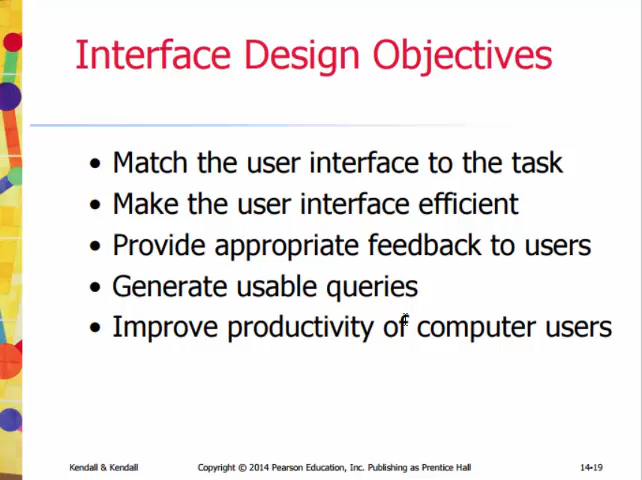 Interface Design Objectives
• Match the user interface to the task
• Make the user interface efficient
• Provide appropriate feedback to users
• Generate usable queries
• Improve productivity of computer users
Kendall & Kendall Copyright © 2014 Pearson Education, Inc. Publishing as Prentice Hall 14-19